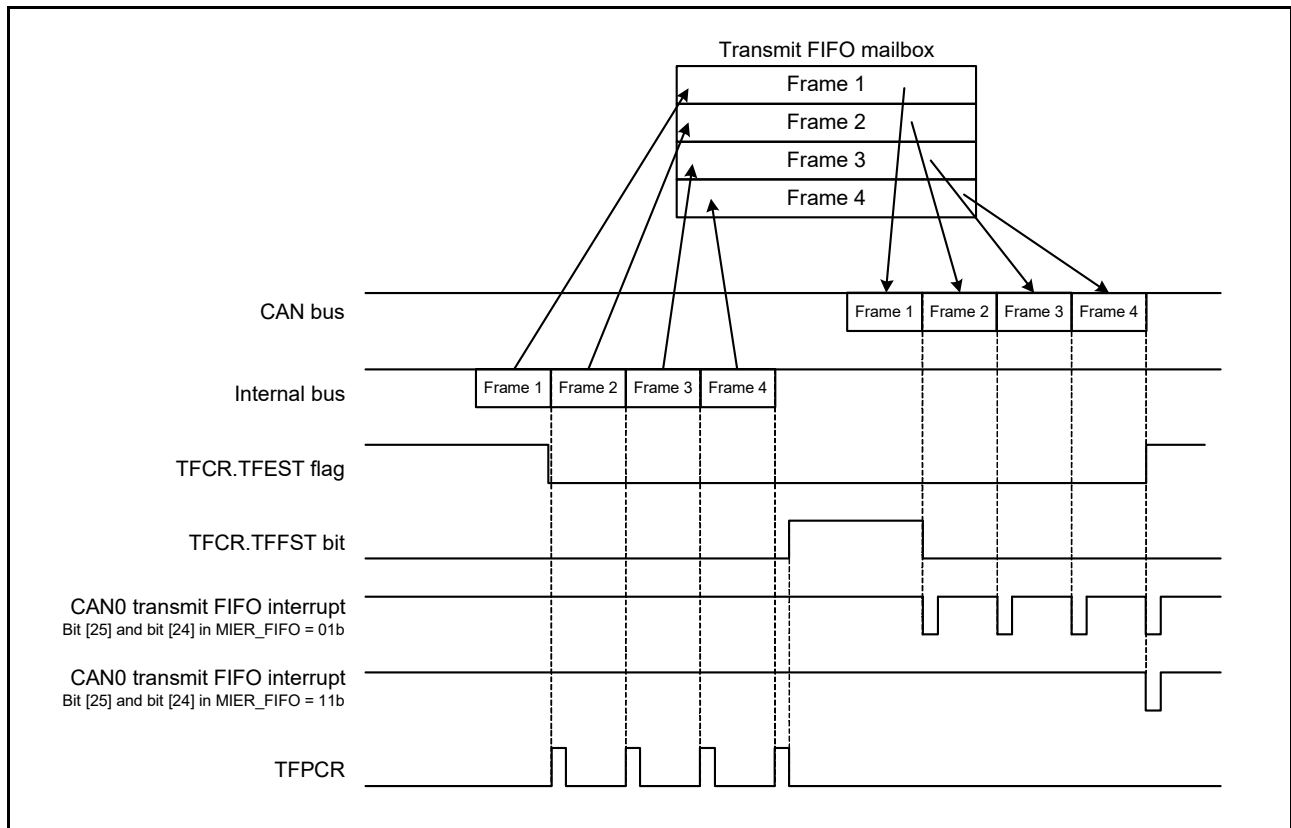 Transmit FIFO mailbox
Frame 1
Frame 2
Frame 3
Frame 4
CAN bus
Frame 1 Frame 2 Frame 3 Frame 4
Internal bus
Frame 1 Frame 2 Frame 3 Frame 4
TFCR.TFEST flag
TFCR.TFFST bit
CAN0 transmit FIFO interrupt
Bit [25] and bit [24] in MIER_FIFO = 01b
CAN0 transmit FIFO interrupt
Bit [25] and bit [24] in MIER_FIFO = 11b
TFPCR